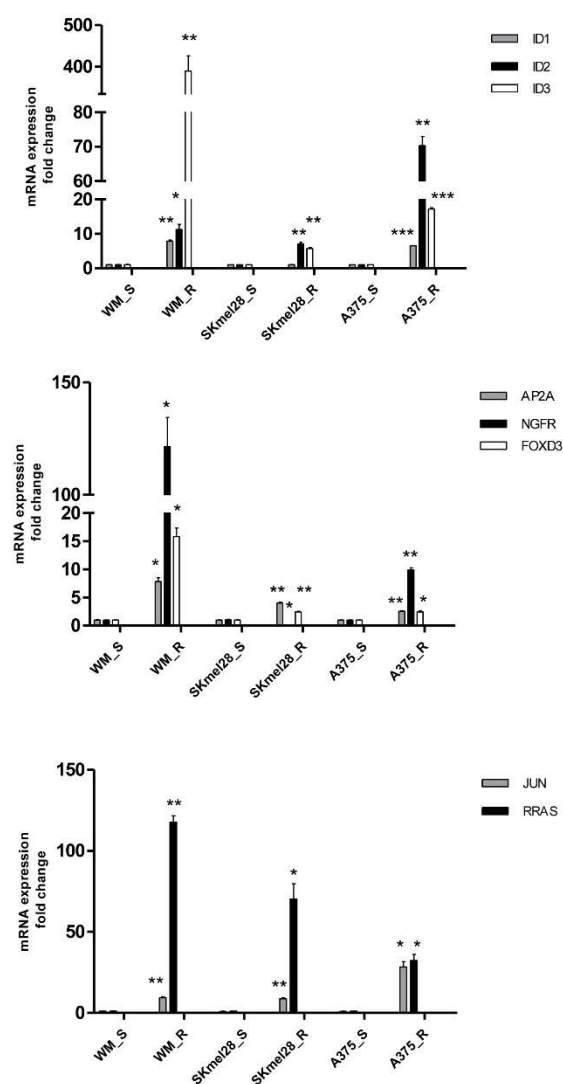 500
400
80
70
60
20
10
0
mRNA expression
fold change
** 
*
**
**
**
***
**
***
ID1
ID2
ID3
WM_S
WM_R
SKmel28_S
SKmel28_R
A375_S
A375_R
150
100
20
15
10
5
0
mRNA expression
fold change
*
*
*
**
*
**
**
**
*
AP2A
NGFR
FOXD3
WM_S
WM_R
SKmel28_S
SKmel28_R
A375_S
A375_R
150
100
50
0
mRNA expression
fold change
**
**
**
*
*
*
JUN
RRAS
WM_S
WM_R
SKmel28_S
SKmel28_R
A375_S
A375_R